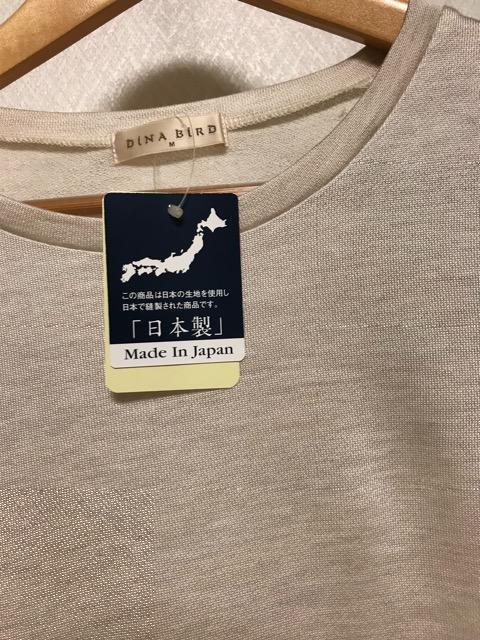 DINA BIRD
M
この商品は日本の生地を使用し
日本で縫製された商品です。
「日本製」
Made In Japan